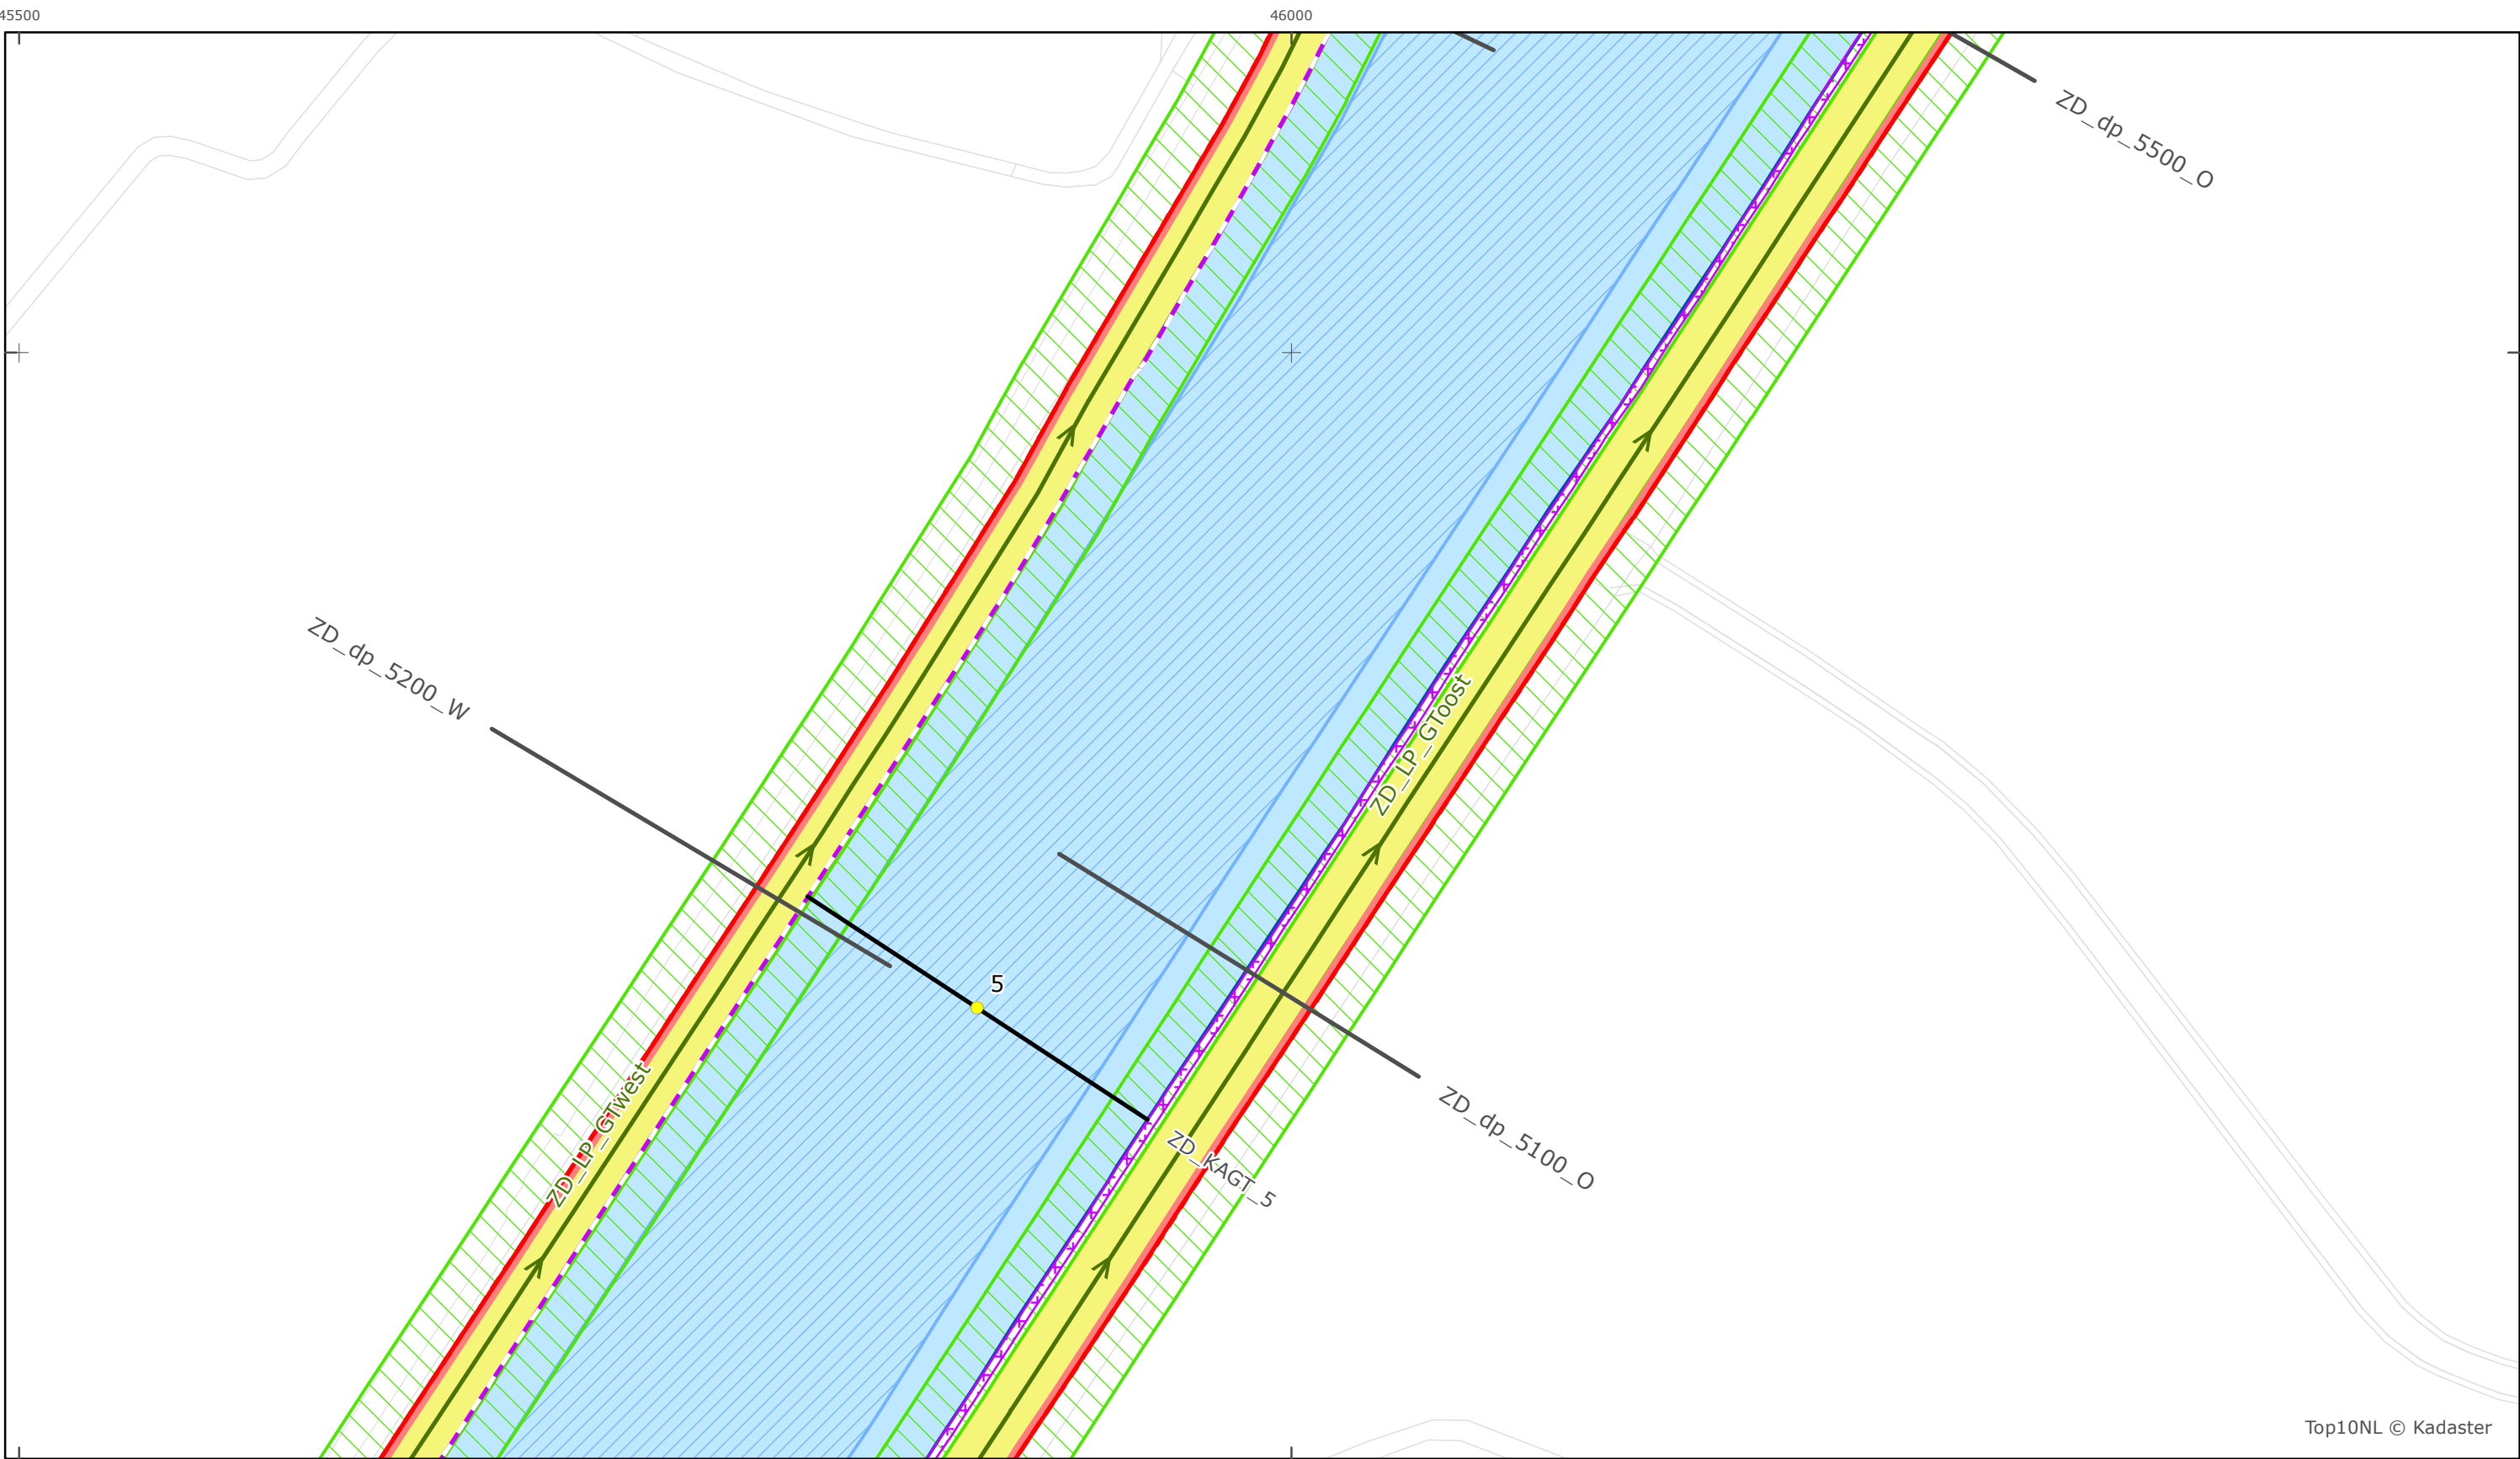 45500
46000
ZD_dp_5500_O
ZD_dp_5200_W
ZD_LP_GToost
5
ZD_LP_GTwest
ZD_KAGT_5
ZD_dp_5100_O
Top10NL © Kadaster